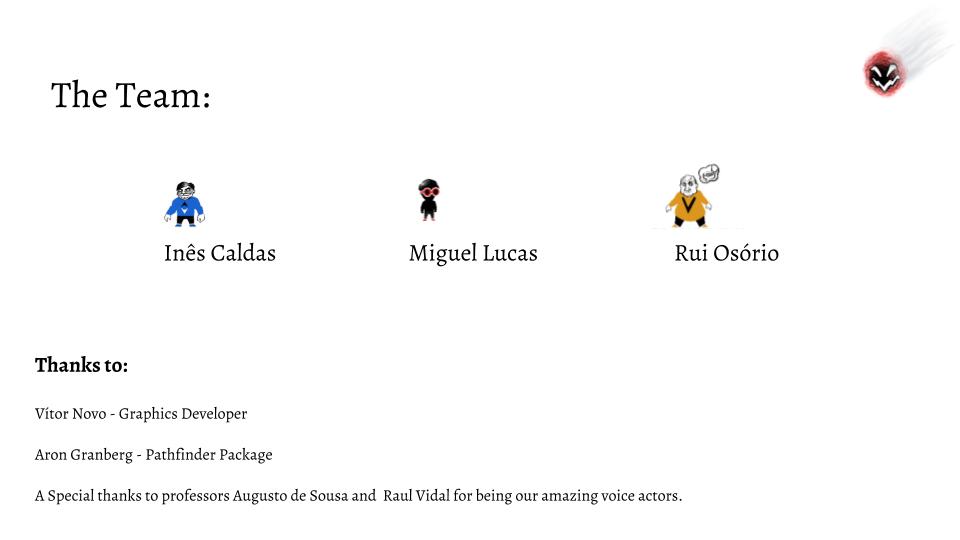 The Team:
Inês Caldas
Miguel Lucas
Rui Osório
Thanks to:
Vítor Novo - Graphics Developer
Aron Granberg - Pathfinder Package
A Special thanks to professors Augusto de Sousa and  Raul Vidal for being our amazing voice actors.